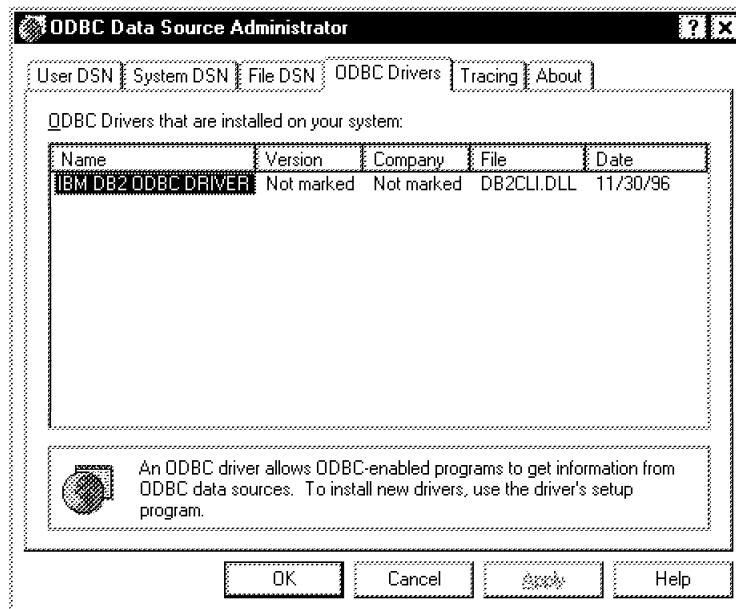 ODBC Data Source Administrator
User DSN System DSN File DSN ODBC Drivers Tracing About
ODBC Drivers that are installed on your system:
Name Version Company File Date
IBM DB2 ODBC DRIVER Not marked Not marked DB2CLI.DLL 11/30/96
An ODBC driver allows ODBC-enabled programs to get information from
ODBC data sources. To install new drivers, use the driver's setup
program.
OK Cancel Apply Help